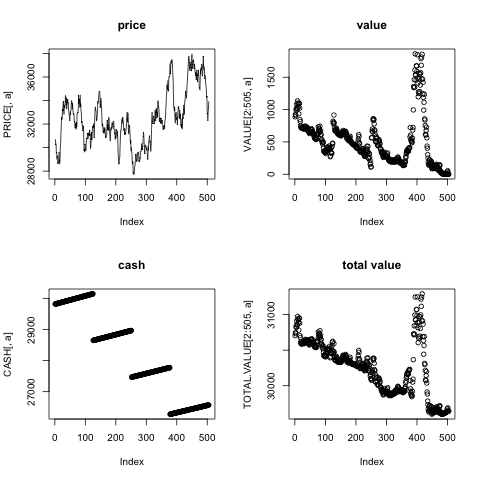 price
value
PRICE[, a]
28000 32000 36000
0 100 200 300 400 500
Index
VALUE[2:505, a]
0 500 1000 1500
0 100 200 300 400 500
Index
cash
total value
CASH[, a]
27000 29000
0 100 200 300 400 500
Index
TOTAL.VALUE[2:505, a]
30000 31000
0 100 200 300 400 500
Index